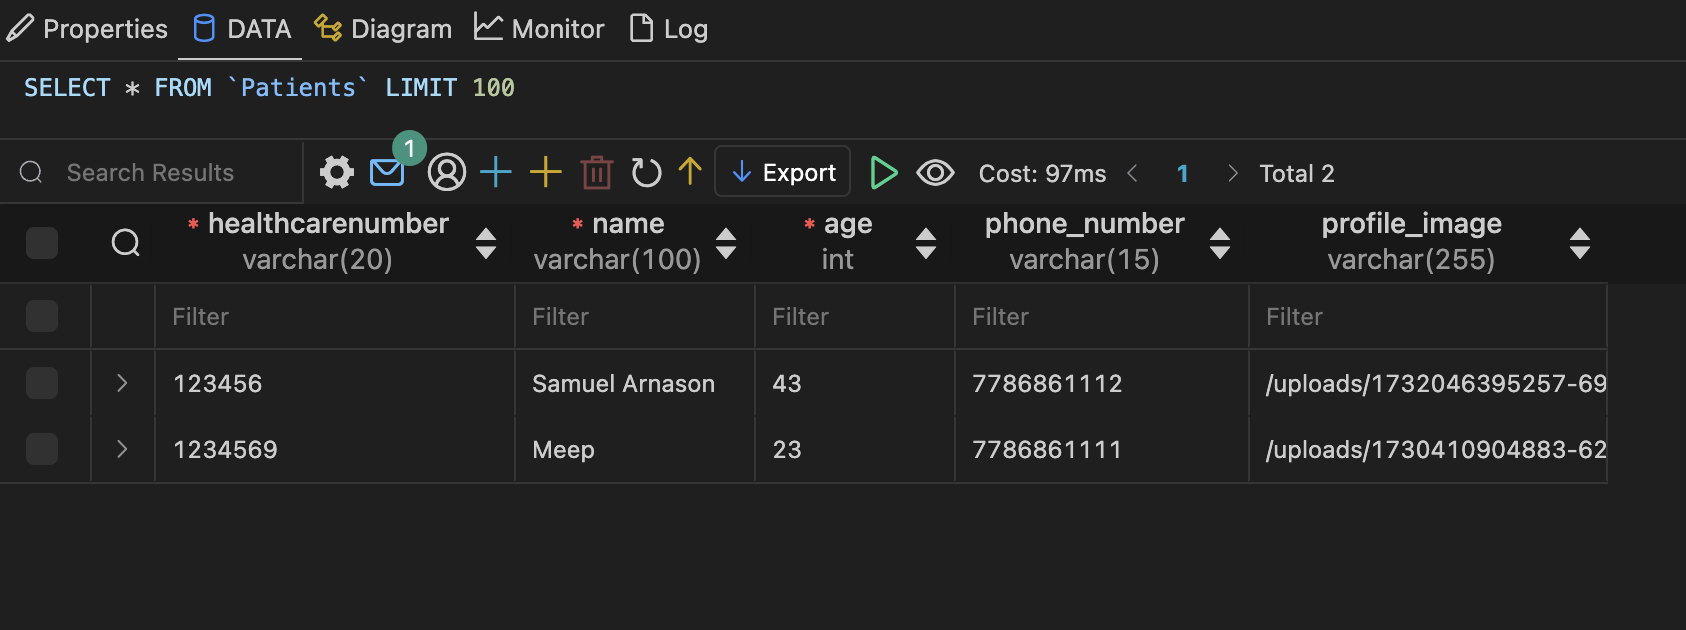 Properties DATA Diagram Monitor Log
SELECT * FROM `Patients` LIMIT 100
1
Search Results Export Cost: 97ms 1 Total 2
* healthcarenumber * name * age phone_number profile_image
varchar(20) varchar(100) int varchar(15) varchar(255)
Filter Filter Filter Filter Filter
123456 Samuel Arnason 43 7786861112 /uploads/1732046395257-69
1234569 Meep 23 7786861111 /uploads/1730410904883-62